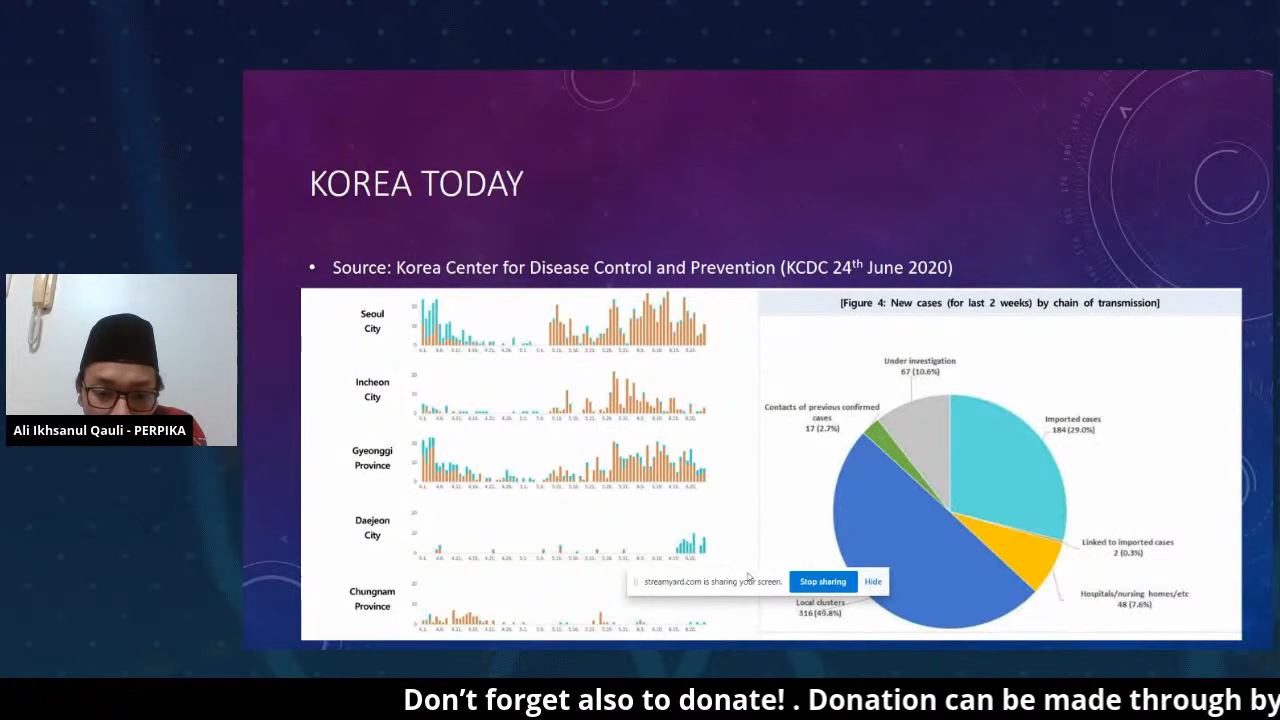 KOREA TODAY
• Source: Korea Center for Disease Control and Prevention (KCDC 24th June 2020)
Seoul
City
Incheon
City
Gyeonggi
Province
Daejeon
City
Chungnam
Province
[Figure 4: New cases (for last 2 weeks) by chain of transmission]
Under investigation
67 (10.6%)
Contacts of previous confirmed
cases
17 (2.7%)
Imported cases
184 (29.0%)
Linked to imported cases
2 (0.3%)
Hospitals/nursing homes/etc
48 (7.6%)
Local clusters
316 (49.8%)
streamyard.com is sharing your screen.
Stop sharing
Hide
Ali Ikhsanul Qauli - PERPIKA
Don't forget also to donate! . Donation can be made through by